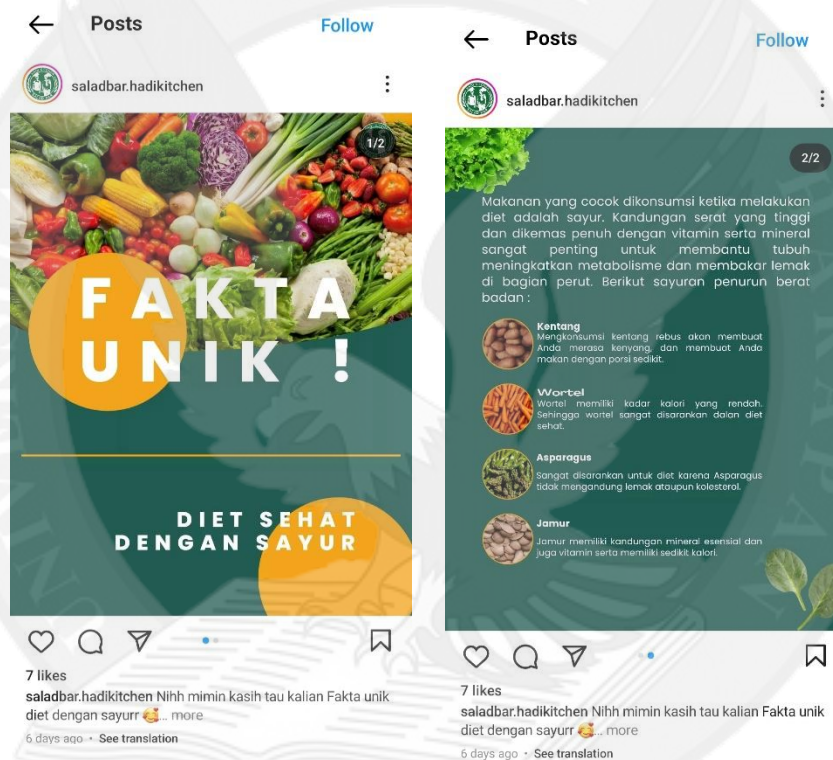 Posts
Follow
saladbar.hadikitchen
1/2
FAKTA
UNIK !
DIET SEHAT
DENGAN SAYUR
7 likes
saladbar.hadikitchen Nihh mimin kasih tau kalian Fakta unik
diet dengan sayurr 🥰... more
6 days ago • See translation
Posts
Follow
saladbar.hadikitchen
2/2
Makanan yang cocok dikonsumsi ketika melakukan
diet adalah sayur. Kandungan serat yang tinggi
dan dikemas penuh dengan vitamin serta mineral
sangat penting untuk membantu tubuh
meningkatkan metabolisme dan membakar lemak
di bagian perut. Berikut sayuran penurun berat
badan :
Kentang
Mengkonsumsi kentang rebus akan membuat
Anda merasa kenyang, dan membuat Anda
makan dengan porsi sedikit.
Wortel
Wortel memiliki kadar kalori yang rendah.
Sehingga wortel sangat disarankan dalan diet
sehat.
Asparagus
Sangat disarankan untuk diet karena Asparagus
tidak mengandung lemak ataupun kolesterol.
Jamur
Jamur memiliki kandungan mineral esensial dan
juga vitamin serta memiliki sedikit kalori.
7 likes
saladbar.hadikitchen Nihh mimin kasih tau kalian Fakta unik
diet dengan sayurr 🥰... more
6 days ago • See translation